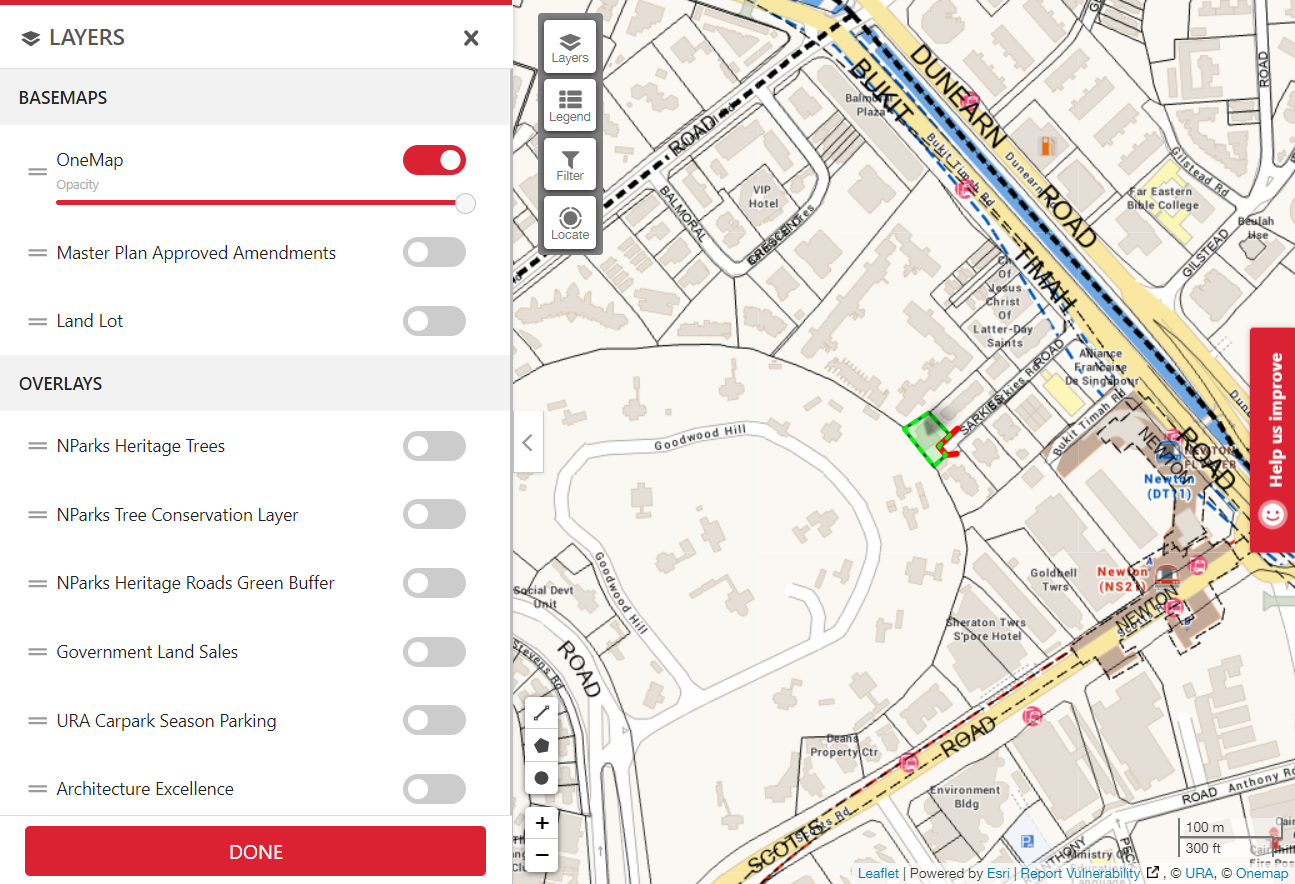 LAYERS
BASEMAPS
OneMap
Opacity
Master Plan Approved Amendments
Land Lot
OVERLAYS
NParks Heritage Trees
NParks Tree Conservation Layer
NParks Heritage Roads Green Buffer
Government Land Sales
URA Carpark Season Parking
Architecture Excellence
DONE
Layers
Legend
Filter
Locate
DUNEARN
ROAD
BUKIT
TIMAH
ROAD
Bukit Timah Rd
Dunearn
Balmoral
Plaza
ROAD
BALMORAL
CRESCENT
VIP
Hotel
ROAD
Gilstead Rd
Far Eastern
Bible College
Beulah
Hse
GILSTEAD
Of
Jesus
Christ
Of
Latter-Day
Saints
Alliance
Francaise
De Singapour
ROAD
SARKIES
Sarkies Rd
Bukit Timah Rd
NEWTON
Newton
(DT11)
Goodwood Hill
Goodwood Hill
Goldbell
Twrs
Newton
(NS21)
A
B
NEWTON
Scotts
Sheraton Twrs
S'pore Hotel
Social Devt
Unit
Stevens Rd
ROAD
Deans
Property Ctr
ROAD
Environment
Bldg
SCOTTS
Scotts Rd
ROAD
Anthony Rd
ANTHONY
Ministry
P
+
−
100 m
300 ft
Help us improve
Leaflet | Powered by Esri | Report Vulnerability , © URA, © Onemap